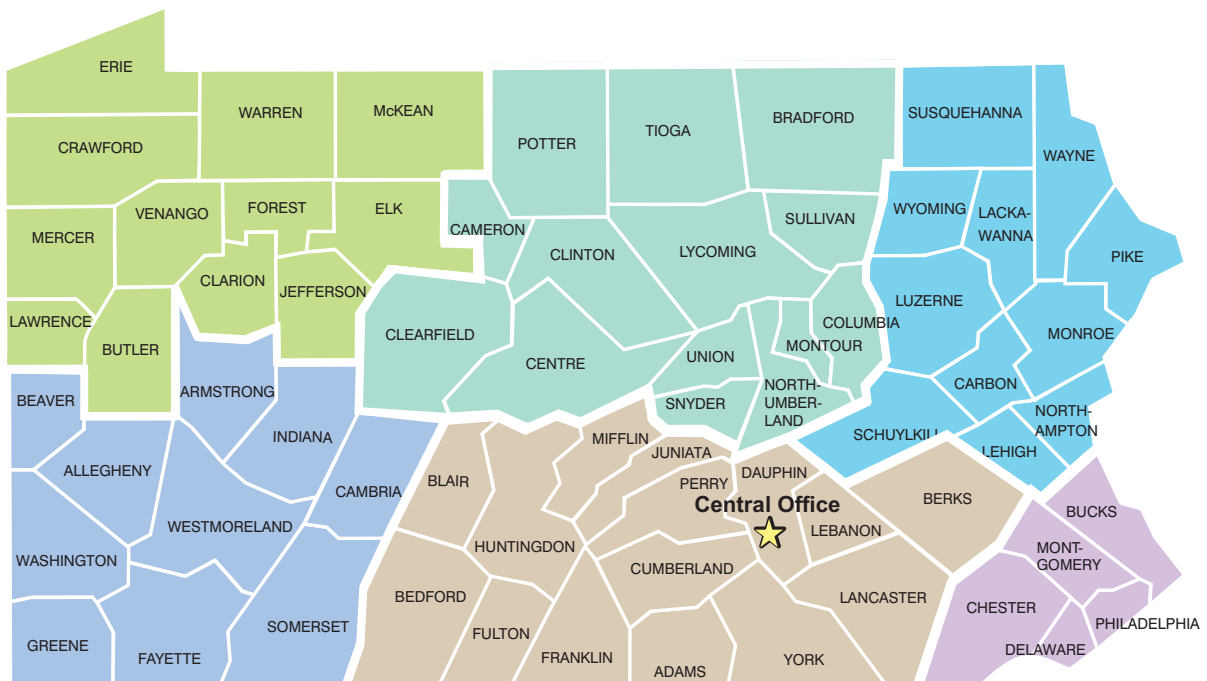 ERIE
WARREN
McKEAN
CRAWFORD
POTTER
TIOGA
BRADFORD
SUSQUEHANNA
WAYNE
MERCER
VENANGO
FOREST
ELK
CAMERON
CLINTON
LYCOMING
SULLIVAN
WYOMING
LACKA-
WANNA
PIKE
CLARION
JEFFERSON
LAWRENCE
BUTLER
CLEARFIELD
CENTRE
UNION
MONTOUR
COLUMBIA
LUZERNE
MONROE
BEAVER
ARMSTRONG
INDIANA
SNYDER
NORTH-
UMBER-
LAND
CARBON
SCHUYLKILL
NORTH-
AMPTON
LEHIGH
ALLEGHENY
CAMBRIA
BLAIR
MIFFLIN
JUNIATA
PERRY
DAUPHIN
Central Office
LEBANON
BERKS
BUCKS
WESTMORELAND
WASHINGTON
HUNTINGDON
CUMBERLAND
MONT-
GOMERY
GREENE
FAYETTE
SOMERSET
BEDFORD
FULTON
FRANKLIN
ADAMS
YORK
LANCASTER
CHESTER
DELAWARE
PHILADELPHIA